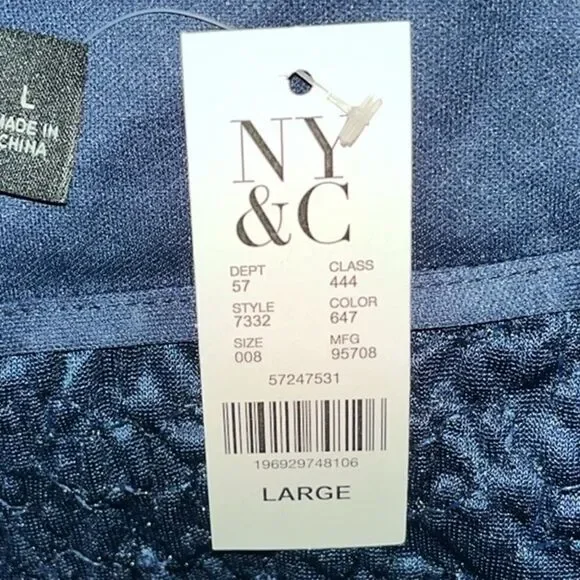 L
MADE IN
CHINA
NY
&C
DEPT CLASS
57 444
STYLE COLOR
7332 647
SIZE MFG
008 95708
57247531
196929748106
LARGE